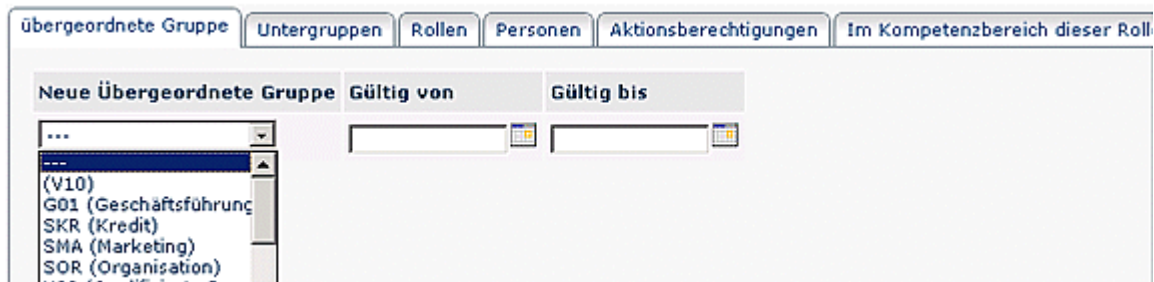 übergeordnete Gruppe Untergruppen Rollen Personen Aktionsberechtigungen Im Kompetenzbereich dieser Roll
Neue Übergeordnete Gruppe Gültig von Gültig bis
---
---
(V10)
G01 (Geschäftsführung
SKR (Kredit)
SMA (Marketing)
SOR (Organisation)